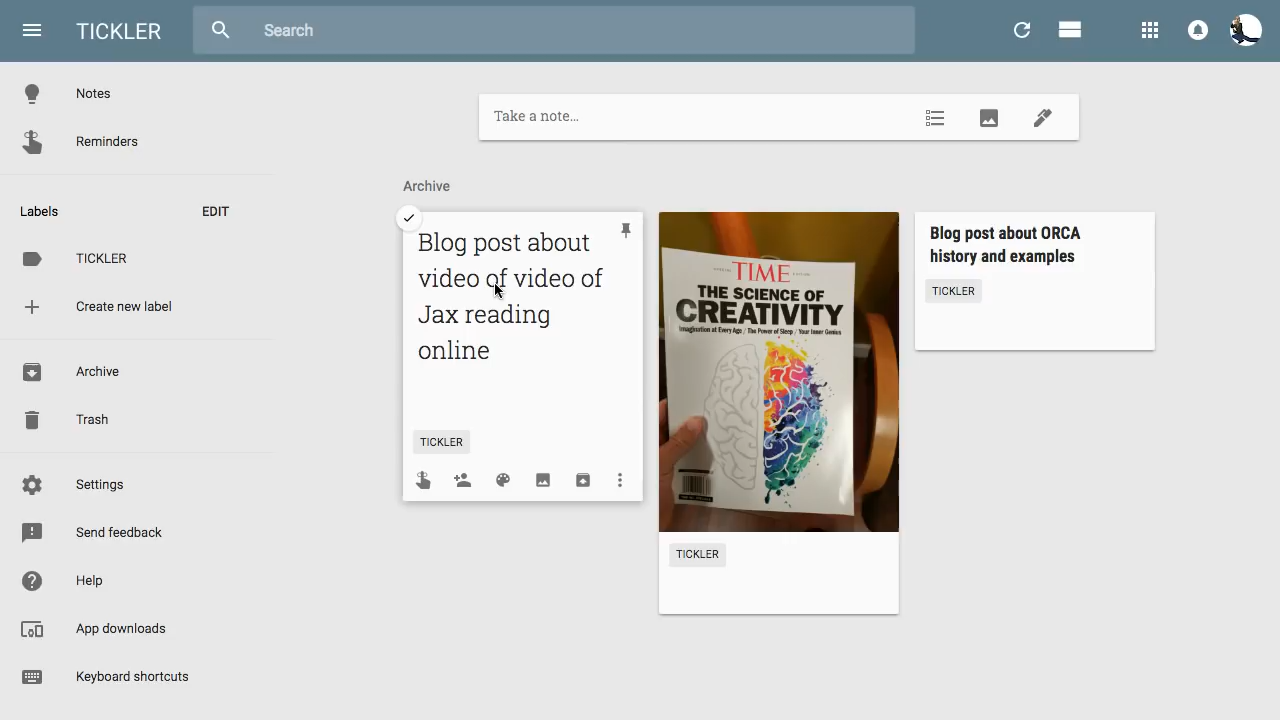 TICKLER
Search
Notes
Reminders
Labels
EDIT
TICKLER
Create new label
Archive
Trash
Settings
Send feedback
Help
App downloads
Keyboard shortcuts
Take a note...
Archive
Blog post about
video of video of
Jax reading
online
TICKLER
TIME
THE SCIENCE OF
CREATIVITY
Imagination at Every Age / The Power of Sleep / Your Inner Genius
TICKLER
Blog post about ORCA
history and examples
TICKLER